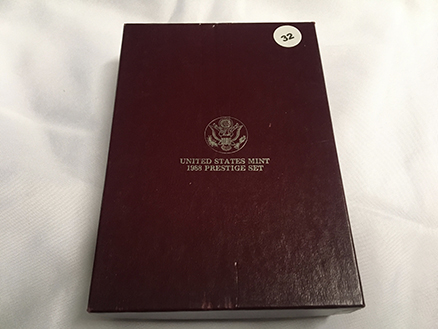 32
UNITED STATES MINT
1988 PRESTIGE SET